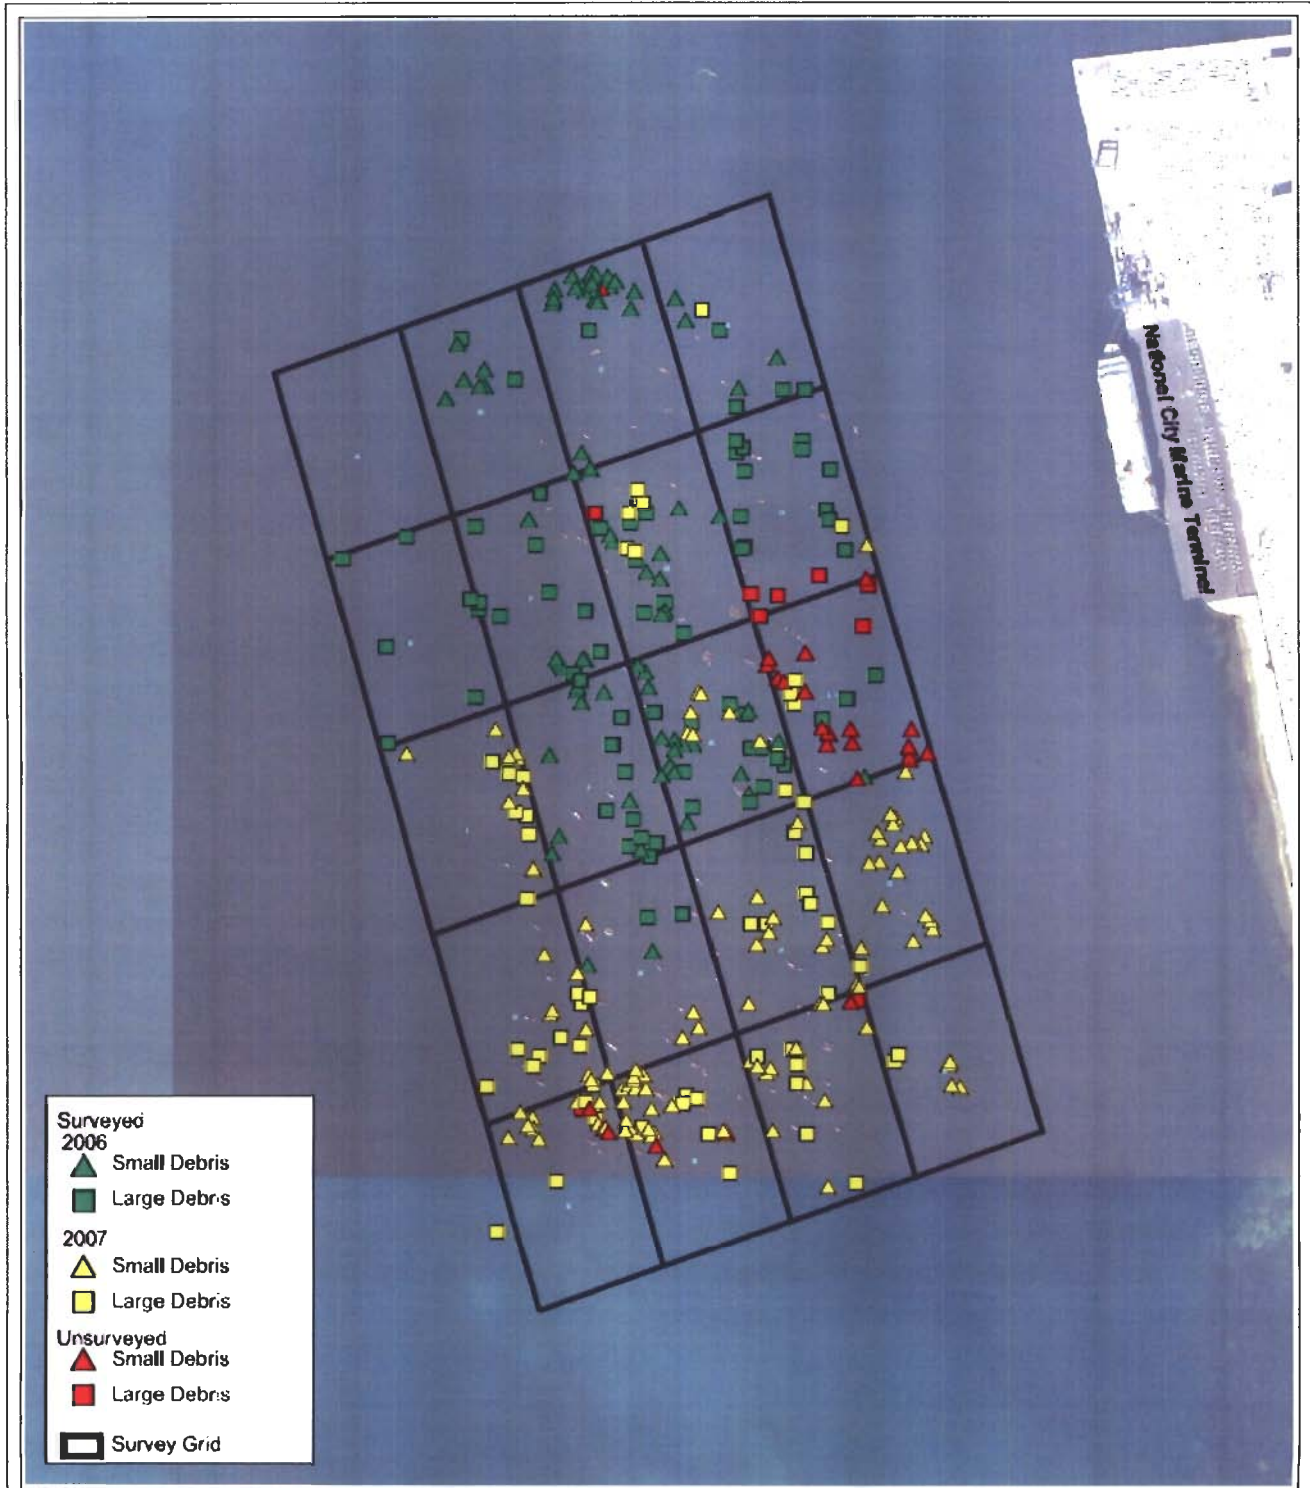 National City Marine Terminal
Surveyed
2006
Small Debris
Large Debris
2007
Small Debris
Large Debris
Unsurveyed
Small Debris
Large Debris
Survey Grid